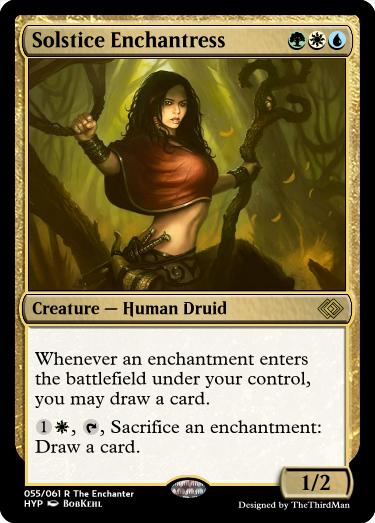 Solstice Enchantress
Creature — Human Druid
Whenever an enchantment enters
the battlefield under your control,
you may draw a card.
1 , , Sacrifice an enchantment:
Draw a card.
1/2
055/061 R The Enchanter
HYP BobKehl
Designed by TheThirdMan